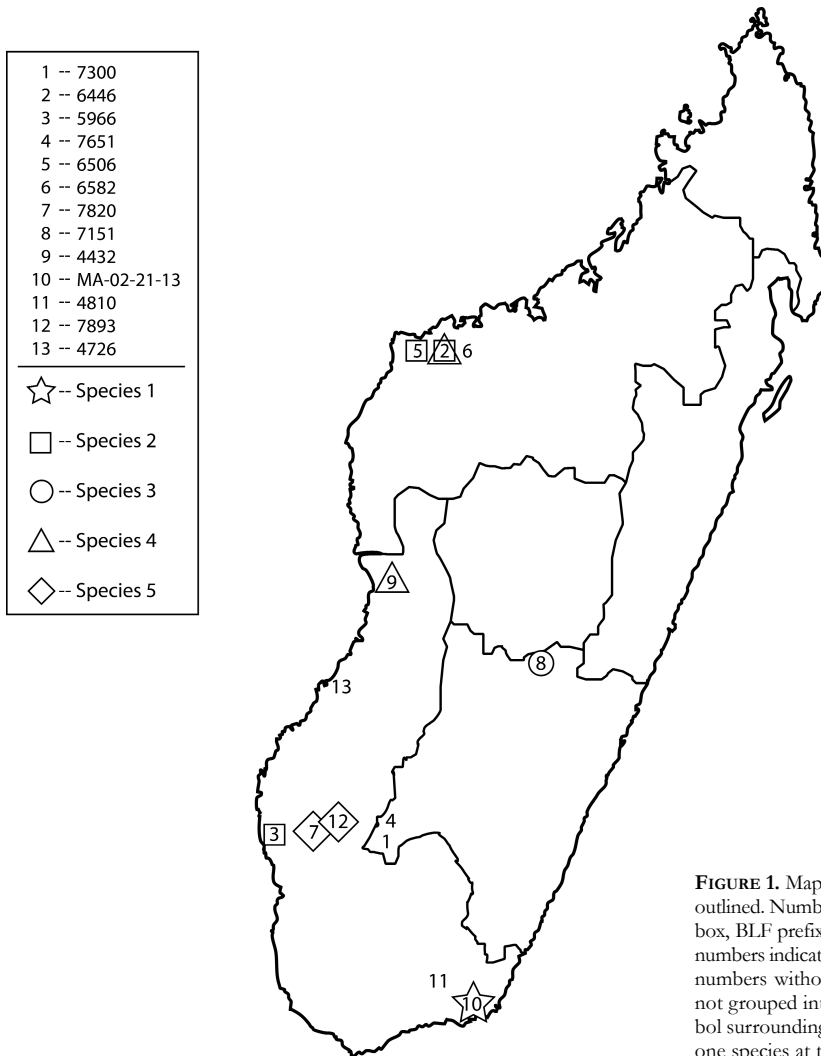 1 -- 7300
2 -- 6446
3 -- 5966
4 -- 7651
5 -- 6506
6 -- 6582
7 -- 7820
8 -- 7151
9 -- 4432
10 -- MA-02-21-13
11 -- 4810
12 -- 7893
13 -- 4726
-- Species 1
-- Species 2
-- Species 3
-- Species 4
-- Species 5
5 2 6
9
8
13
4
12
3 7
1
11
10
FIGURE 1. Map
outlined. Numb
box, BLF prefix
numbers indicat
numbers witho
not grouped int
bol surrounding
one species at t